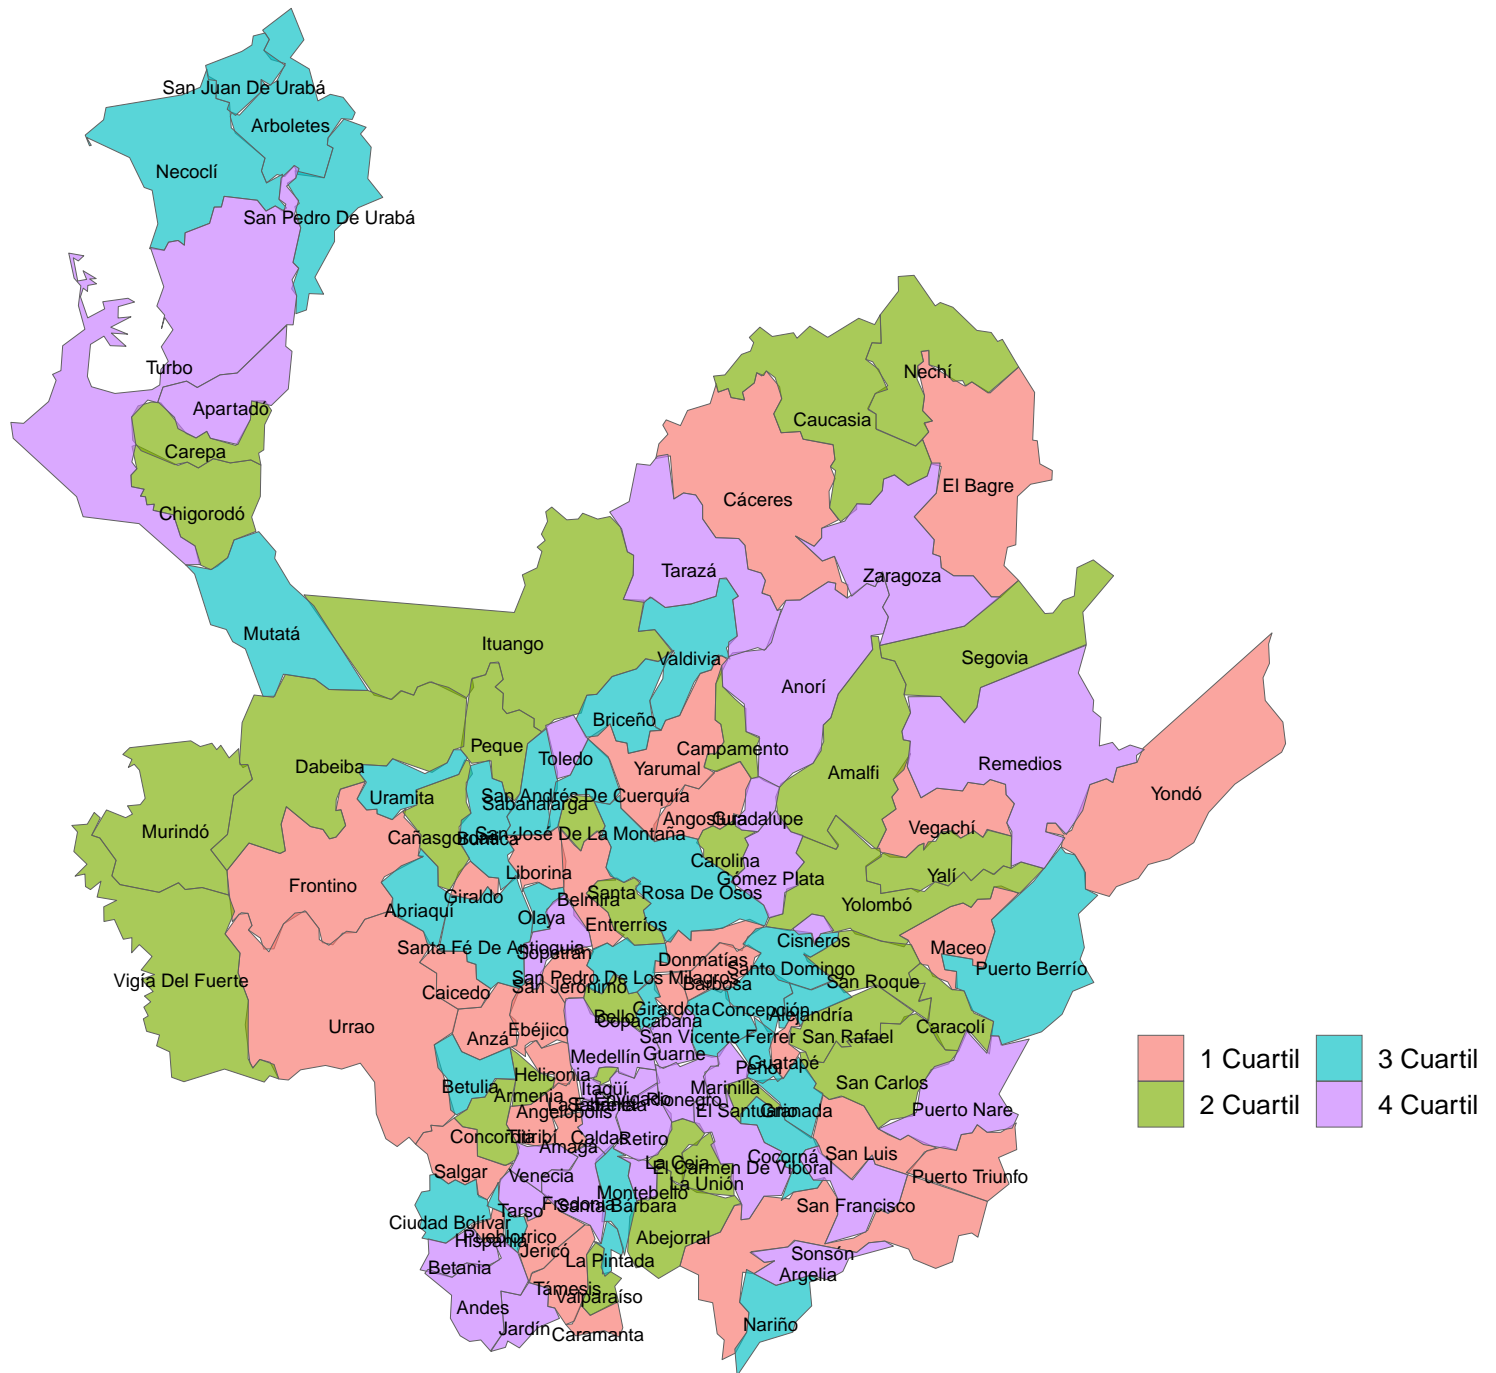 San Juan De Urabá
Arboletes
Necoclí
San Pedro De Urabá
Turbo
Apartadó
Carepa
Chigorodó
Mutatá
Nechí
Caucasia
El Bagre
Cáceres
Tarazá
Zaragoza
Ituango
Valdivia
Segovia
Anorí
Briceño
Peque
Toledo
Campamento
Yarumal
Dabeiba
Amalfi
Remedios
Yondó
Uramita
San Andrés De Cuerquía
Sabanalarga
Angostura
Guadalupe
Murindó
Cañasgordas
Buriticá
San José De La Montaña
Vegachí
Carolina
Liborina
Gómez Plata
Yalí
Frontino
Giraldo
Belmira
Santa Rosa De Osos
Yolombó
Abriaquí
Olaya
Entrerríos
Cisneros
Maceo
Santa Fé De Antioquia
Sopetrán
Donmatías
Santo Domingo
Puerto Berrío
Vigía Del Fuerte
San Pedro De Los Milagros
Barbosa
San Roque
Caicedo
San Jerónimo
Bello
Girardota
Concepción
Alejandría
Copacabana
Urrao
Anzá
Ebéjico
San Vicente Ferrer
San Rafael
Caracolí
Medellín
Guarne
Guatapé
Peñol
Betulia
Heliconia
Itagüí
Marinilla
San Carlos
Armenia
La Estrella
Sabaneta
Envigado
Rionegro
El Santuario
Granada
Puerto Nare
Angelópolis
Concordia
Titiribí
Amagá
Caldas
Retiro
Cocorná
San Luis
La Ceja
El Carmen De Viboral
Salgar
Venecia
La Unión
Puerto Triunfo
Montebello
Fredonia
Santa Bárbara
San Francisco
Tarso
Ciudad Bolívar
Pueblorrico
Hispania
Jericó
Abejorral
La Pintada
Sonsón
Betania
Argelia
Támesis
Valparaíso
Andes
Jardín
Caramanta
Nariño
1 Cuartil
2 Cuartil
3 Cuartil
4 Cuartil